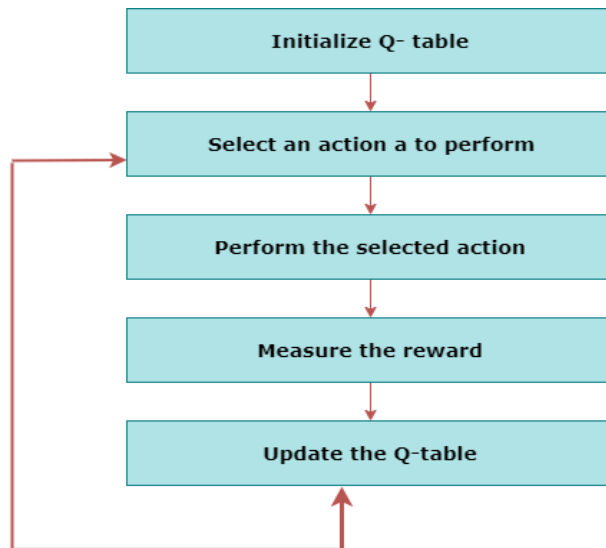 Initialize Q- table
Select an action a to perform
Perform the selected action
Measure the reward
Update the Q-table